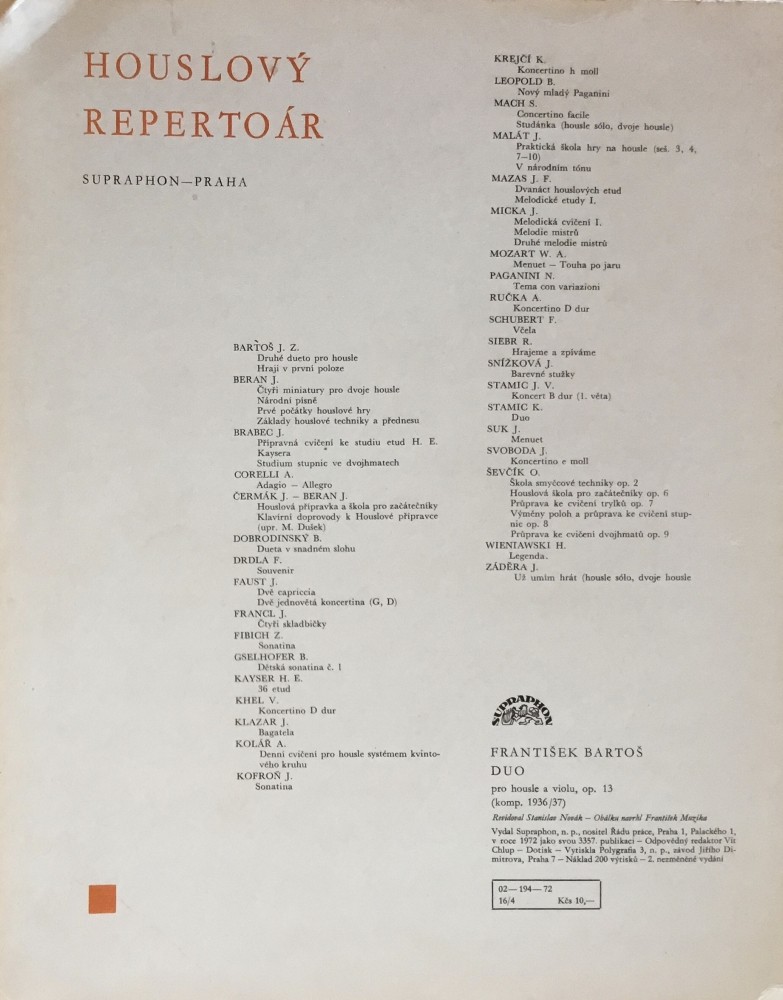 HOUSLOVÝ
REPERTOÁR
SUPRAPHON—PRAHA
BARTOŠ J. Z.
Druhé dueto pro housle
Hraji v první poloze
BERAN J.
Čtyři miniatury pro dvoje housle
Národní písně
Prvé počátky houslové hry
Základy houslové techniky a přednesu
BRABEC J.
Přípravná cvičení ke studiu etud H. E.
Kaysera
Studium stupnic ve dvojhmatech
CORELLI A.
Adagio — Allegro
ČERMÁK J. – BERAN J.
Houslová přípravka a škola pro začátečníky
Klavírní doprovody k Houslové přípravce
(upr. M. Dušek)
DOBRODINSKÝ B.
Dueta v snadném slohu
DRDLA F.
Souvenir
FAUST J.
Dvě capriccia
Dvě jednovětá koncertina (G, D)
FRANCL J.
Čtyři skladbičky
FIBICH Z.
Sonatina
GSELHOFER B.
Dětská sonatina č. 1
KAYSER H. E.
36 etud
KHEL V.
Koncertino D dur
KLAZAR J.
Bagatela
KOLÁŘ A.
Denní cvičení pro housle systémem kvinto-
vého kruhu
KOFROŇ J.
Sonatina
KREJČÍ K.
Koncertino h moll
LEOPOLD B.
Nový mladý Paganini
MACH S.
Concertino facile
Studánka (housle sólo, dvoje housle)
MALÁT J.
Praktická škola hry na housle (seš. 3, 4,
7—10)
V národním tónu
MAZAS J. F.
Dvanáct houslových etud
Melodické etudy I.
MICKA J.
Melodická cvičení I.
Melodie mistrů
Druhé melodie mistrů
MOZART W. A.
Menuet — Touha po jaru
PAGANINI N.
Tema con variazioni
RUČKA A.
Koncertino D dur
SCHUBERT F.
Včela
SIEBR R.
Hrajeme a zpíváme
SNÍŽKOVÁ J.
Barevné stužky
STAMIC J. V.
Koncert B dur (1. věta)
STAMIC K.
Duo
SUK J.
Menuet
SVOBODA J.
Koncertino e moll
ŠEVČÍK O.
Škola smyčcové techniky op. 2
Houslová škola pro začátečníky op. 6
Průprava ke cvičení trylků op. 7
Výměny poloh a průprava ke cvičení stup-
nic op. 8
Průprava ke cvičení dvojhmatů op. 9
WIENIAWSKI H.
Legenda.
ZÁDĚRA J.
Už umím hrát (housle sólo, dvoje housle
SUPRAPHON
FRANTIŠEK BARTOŠ
DUO
pro housle a violu, op. 13
(komp. 1936/37)
Revidoval Stanislav Novák – Obálku navrhl František Muzika
Vydal Supraphon, n. p., nositel Řádu práce, Praha 1, Palackého 1,
v roce 1972 jako svou 3357. publikaci – Odpovědný redaktor Vít
Chlup – Dotisk – Vytiskla Polygrafia 3, n. p., závod Jiřího Di-
mitrova, Praha 7 – Náklad 200 výtisků – 2. nezměněné vydání
02—194—72
16/4 Kčs 10,—